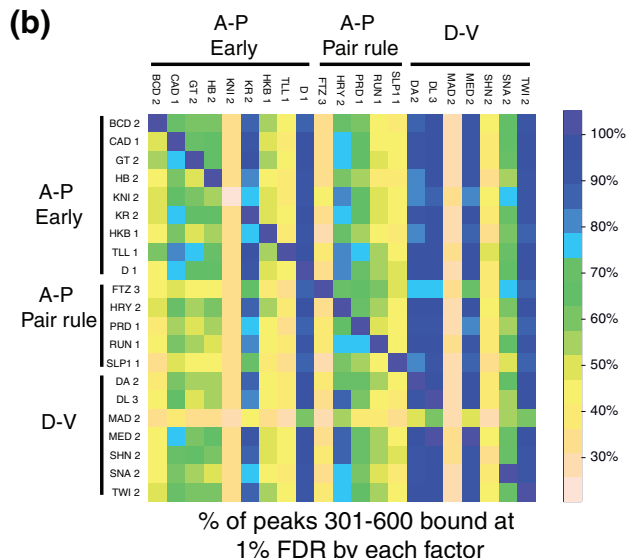 (b)
A-P Early
A-P Pair rule
D-V
BCD 2 CAD 1 GT 2 HB 2 KNI 2 KR 2 HKB 1 TLL 1 D 1 FTZ 3 HRY 2 PRD 1 RUN 1 SLP1 1 DA 2 DL 3 MAD 2 MED 2 SHN 2 SNA 2 TWI 2
A-P Early
A-P Pair rule
D-V
BCD 2
CAD 1
GT 2
HB 2
KNI 2
KR 2
HKB 1
TLL 1
D 1
FTZ 3
HRY 2
PRD 1
RUN 1
SLP1 1
DA 2
DL 3
MAD 2
MED 2
SHN 2
SNA 2
TWI 2
100%
90%
80%
70%
60%
50%
40%
30%
% of peaks 301-600 bound at
1% FDR by each factor